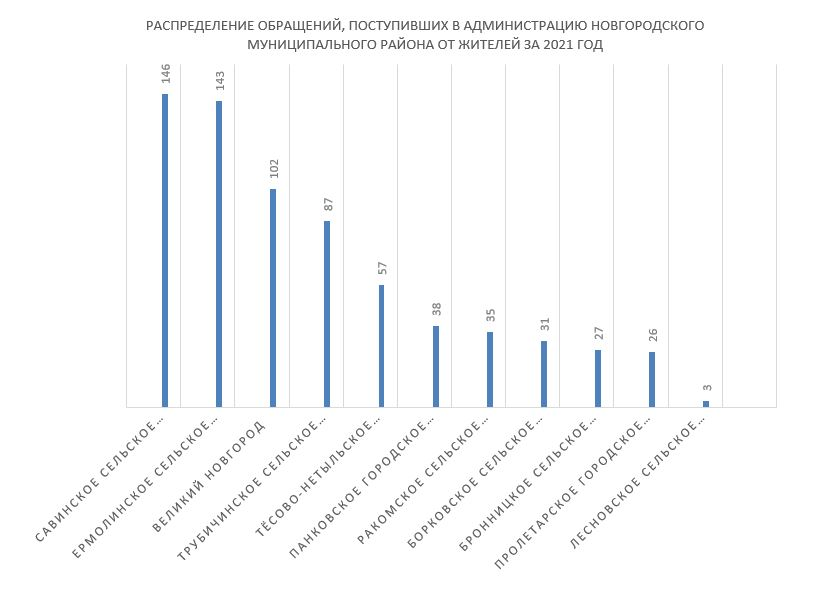 РАСПРЕДЕЛЕНИЕ ОБРАЩЕНИЙ, ПОСТУПИВШИХ В АДМИНИСТРАЦИЮ НОВГОРОДСКОГО
МУНИЦИПАЛЬНОГО РАЙОНА ОТ ЖИТЕЛЕЙ ЗА 2021 ГОД
146
143
102
87
57
38
35
31
27
26
3
САВИНСКОЕ СЕЛЬСКОЕ…
ЕРМОЛИНСКОЕ СЕЛЬСКОЕ…
ВЕЛИКИЙ НОВГОРОД
ТРУБИЧИНСКОЕ СЕЛЬСКОЕ…
ТЁСОВО-НЕТЫЛЬСКОЕ…
ПАНКОВСКОЕ ГОРОДСКОЕ…
РАКОМСКОЕ СЕЛЬСКОЕ…
БОРКОВСКОЕ СЕЛЬСКОЕ…
БРОННИЦКОЕ СЕЛЬСКОЕ…
ПРОЛЕТАРСКОЕ ГОРОДСКОЕ…
ЛЕСНОВСКОЕ СЕЛЬСКОЕ…